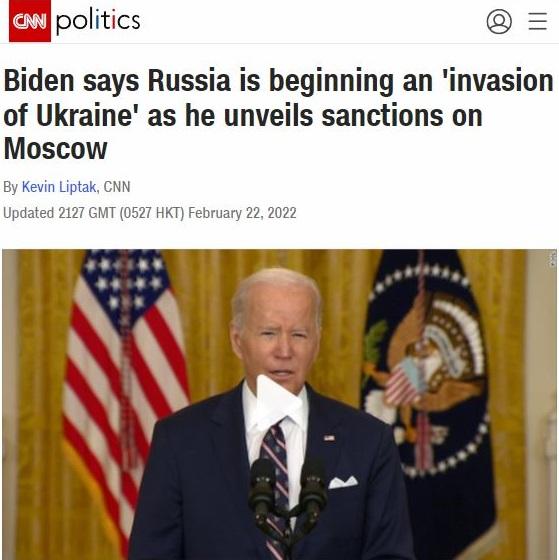 CNN politics
Biden says Russia is beginning an 'invasion
of Ukraine' as he unveils sanctions on
Moscow
By Kevin Liptak, CNN
Updated 2127 GMT (0527 HKT) February 22, 2022